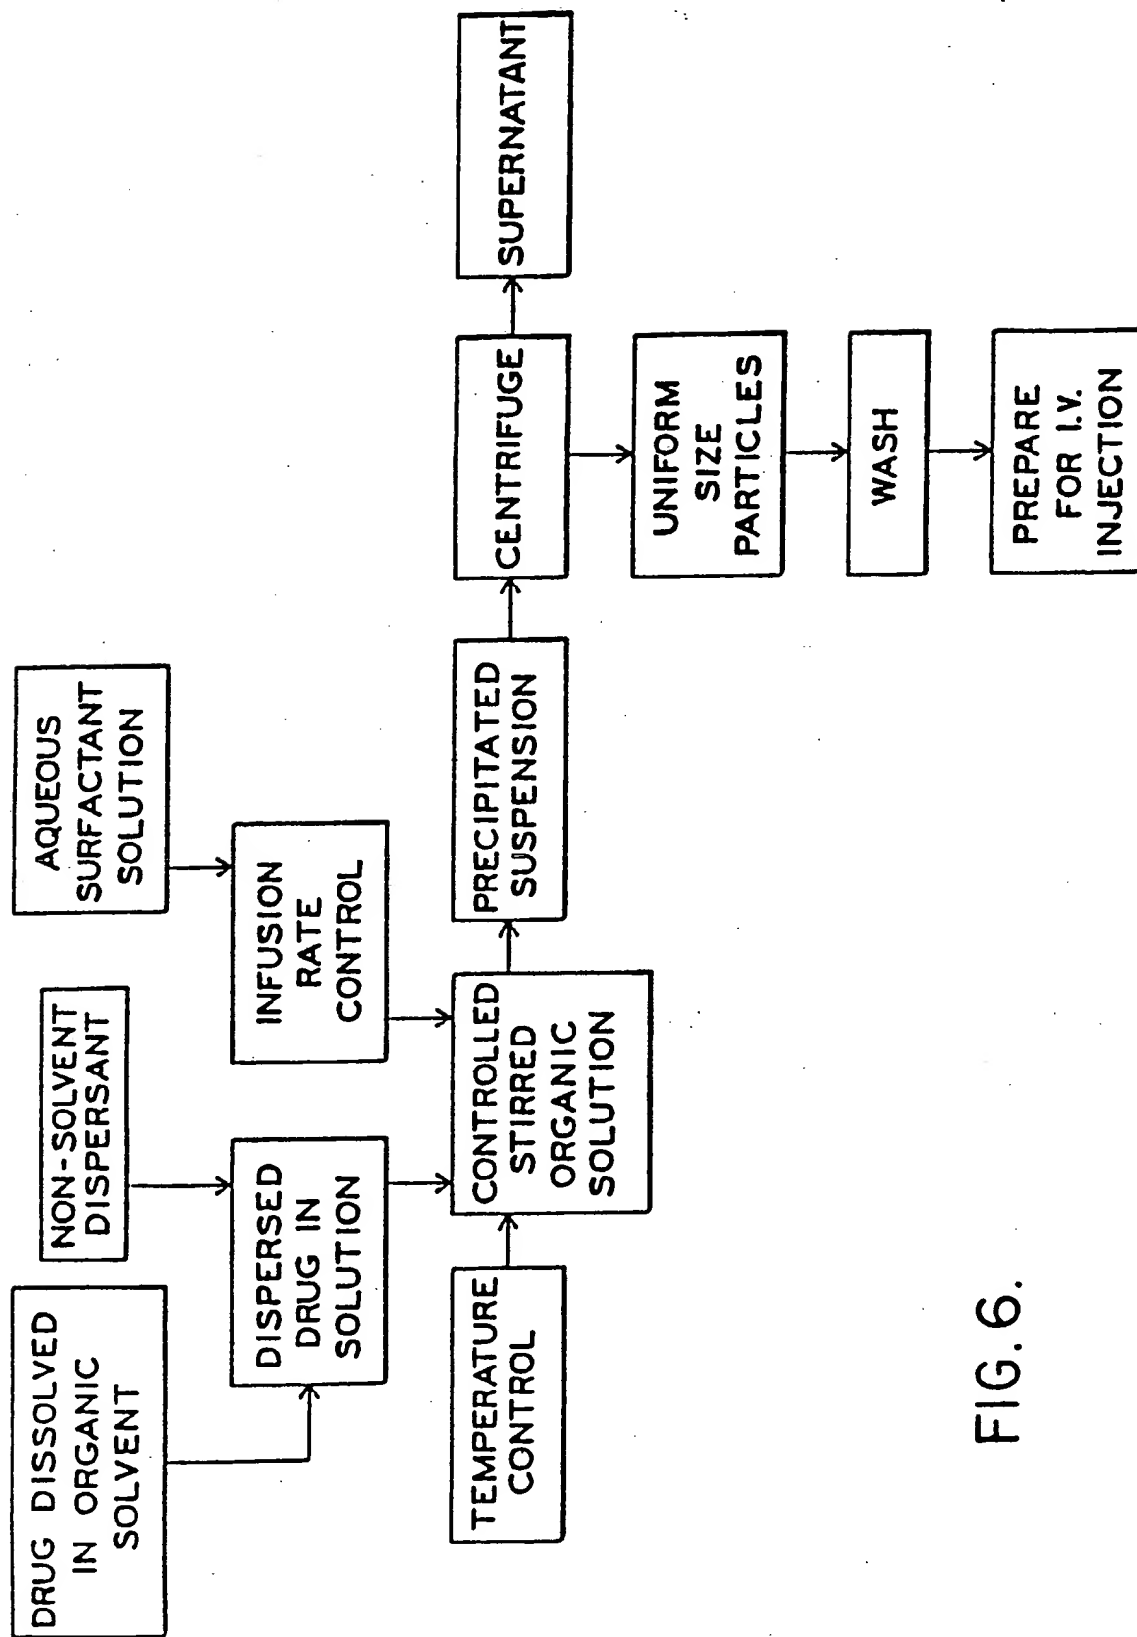 DRUG DISSOLVED
IN ORGANIC
SOLVENT
NON-SOLVENT
DISPERSANT
AQUEOUS
SURFACTANT
SOLUTION
DISPERSED
DRUG IN
SOLUTION
INFUSION
RATE
CONTROL
TEMPERATURE
CONTROL
CONTROLLED
STIRRED
ORGANIC
SOLUTION
PRECIPITATED
SUSPENSION
CENTRIFUGE
SUPERNATANT
UNIFORM
SIZE
PARTICLES
WASH
PREPARE
FOR I.V.
INJECTION
FIG. 6.